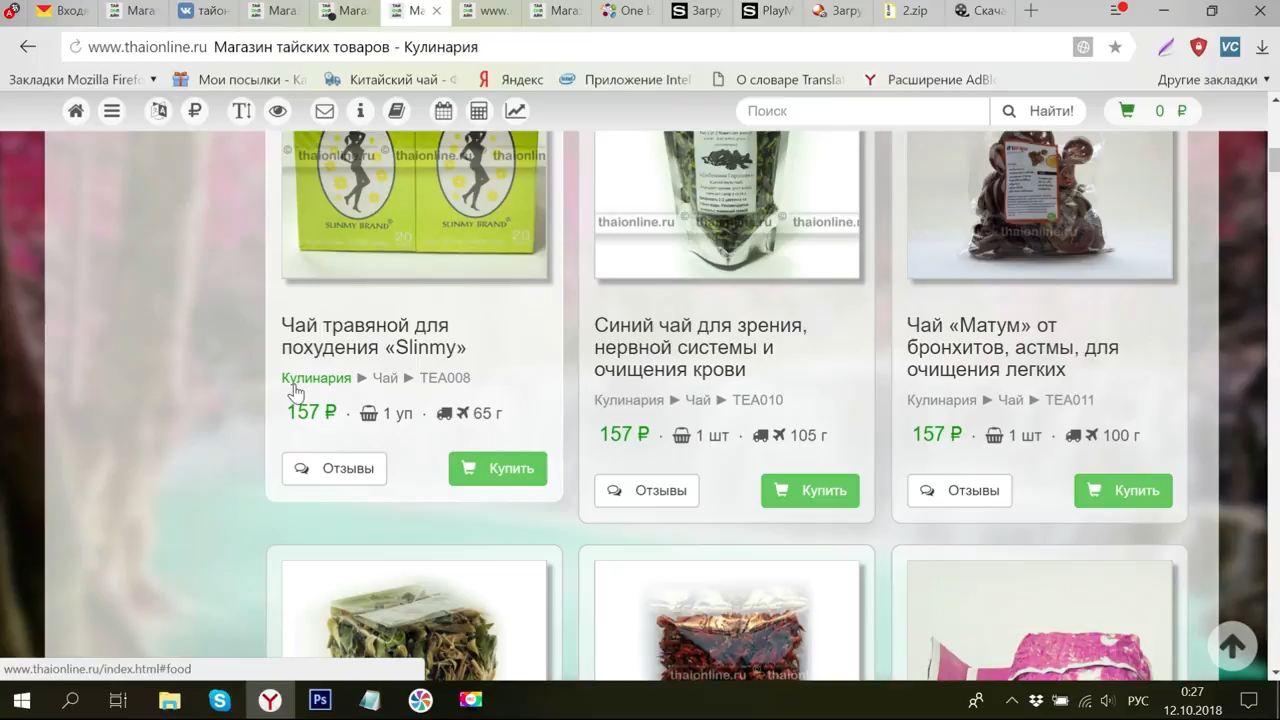 Входя
Мага
тайон
Мага
Мага
Ма
www.
Мага
One b
Загру
PlayM
Загру
2.zip
Скача
www.thaionline.ru Магазин тайских товаров - Кулинария
VC
Закладки Mozilla Firef
Мои посылки - Ка
Китайский чай - Ф
Яндекс
Приложение Intel
О словаре Translat
Расширение AdBl
Другие закладки
Поиск
Найти!
0 ₽
© thaionline.ru © thaionline
SLINMY BRAND
SLINMY BRAND
20
20
thaionline.ru © thaionline.ru © thaionline
thaionline.ru
Чай травяной для
похудения «Slinmy»
Кулинария ► Чай ► TEA008
157 ₽ · 1 уп · 65 г
Отзывы
Купить
Синий чай для зрения,
нервной системы и
очищения крови
Кулинария ► Чай ► TEA010
157 ₽ · 1 шт · 105 г
Отзывы
Купить
Чай «Матум» от
бронхитов, астмы, для
очищения легких
Кулинария ► Чай ► TEA011
157 ₽ · 1 шт · 100 г
Отзывы
Купить
thaionline.ru
www.thaionline.ru/index.html#food
РУС
0:27
12.10.2018